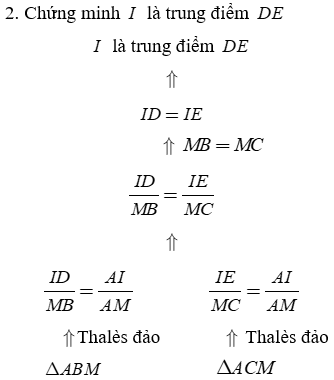 2. Chứng minh I là trung điểm DE
I là trung điểm DE
⇑
ID = IE
⇑ MB = MC
ID/MB = IE/MC
⇑
ID/MB = AI/AM IE/MC = AI/AM
⇑ Thalès đảo ⇑ Thalès đảo
ΔABM ΔACM